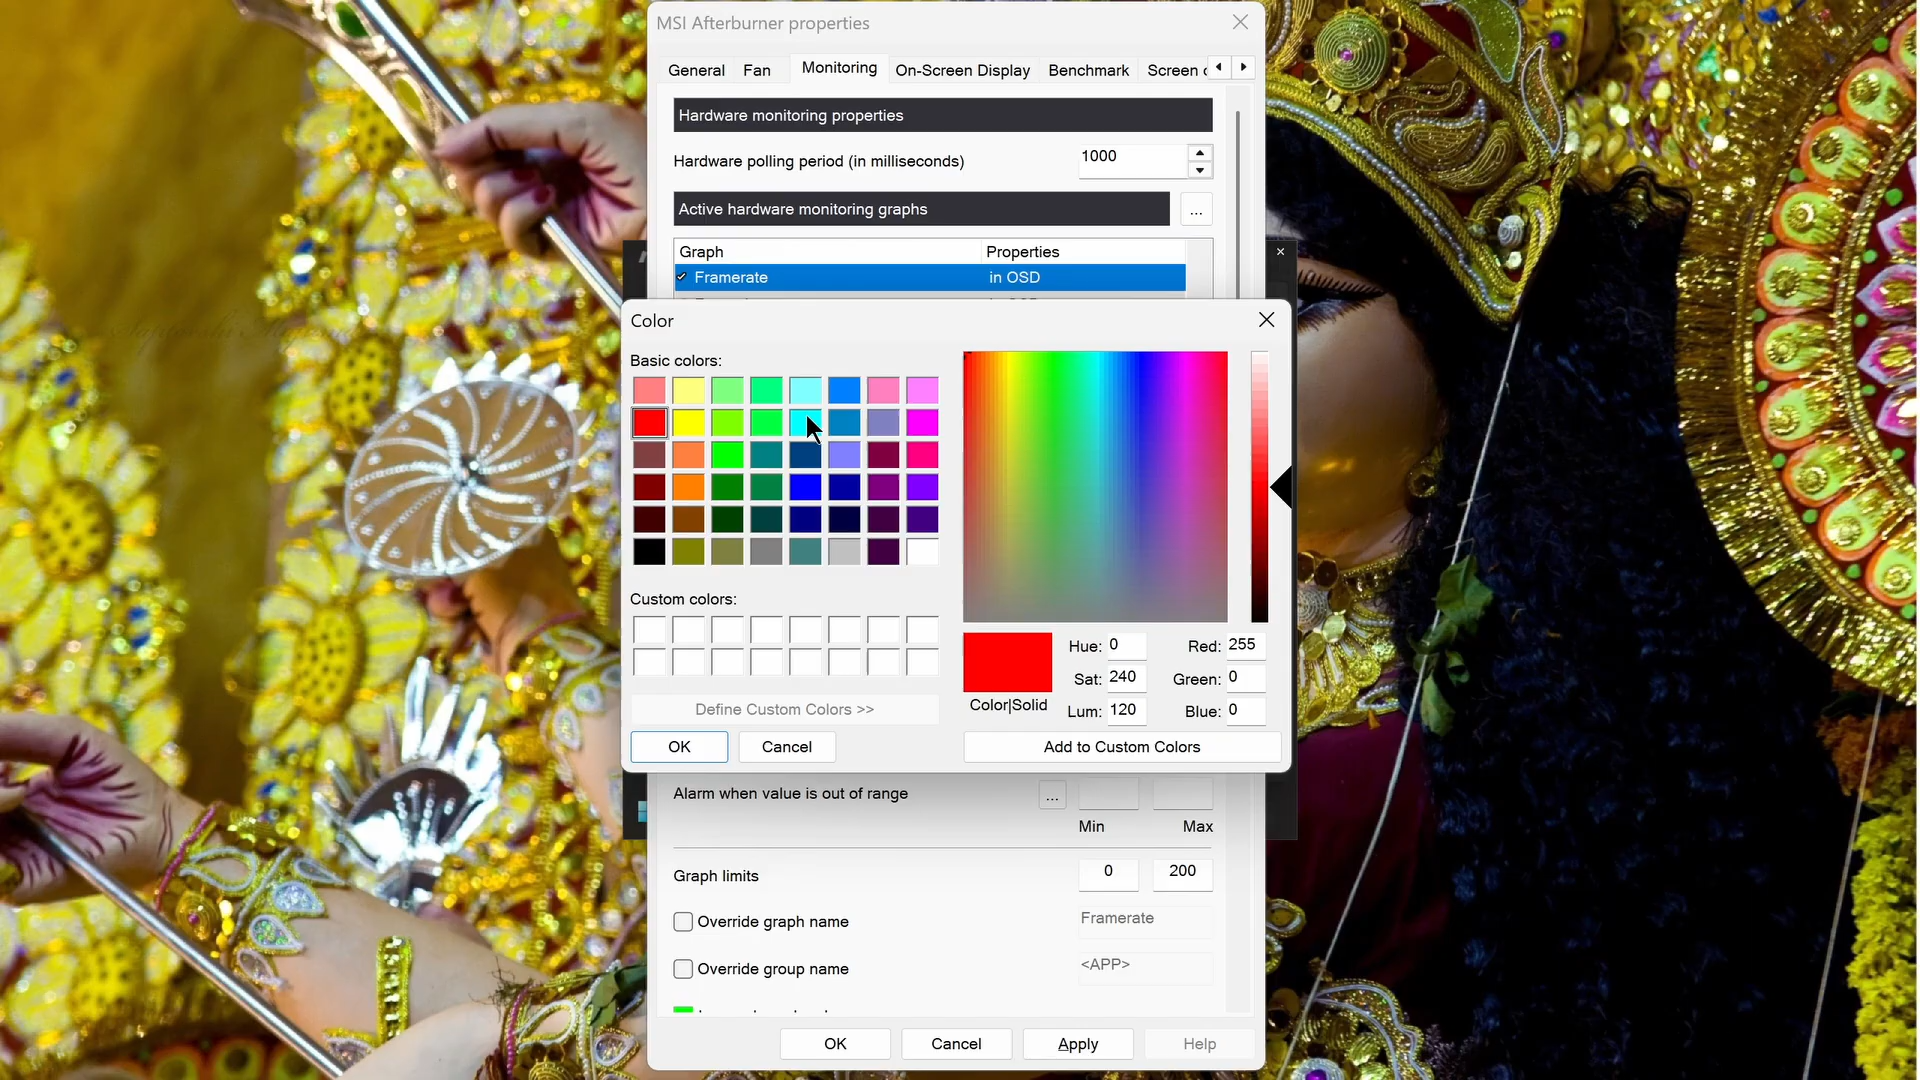 MSI Afterburner properties
General Fan Monitoring On-Screen Display Benchmark Screen c
Hardware monitoring properties
Hardware polling period (in milliseconds) 1000
Active hardware monitoring graphs ...
Graph Properties
Framerate in OSD
Color
Basic colors:
Custom colors:
Define Custom Colors >>
OK Cancel
Color|Solid
Hue: 0 Red: 255
Sat: 240 Green: 0
Lum: 120 Blue: 0
Add to Custom Colors
Alarm when value is out of range ...
Min Max
Graph limits 0 200
Override graph name Framerate
Override group name <APP>
OK Cancel Apply Help